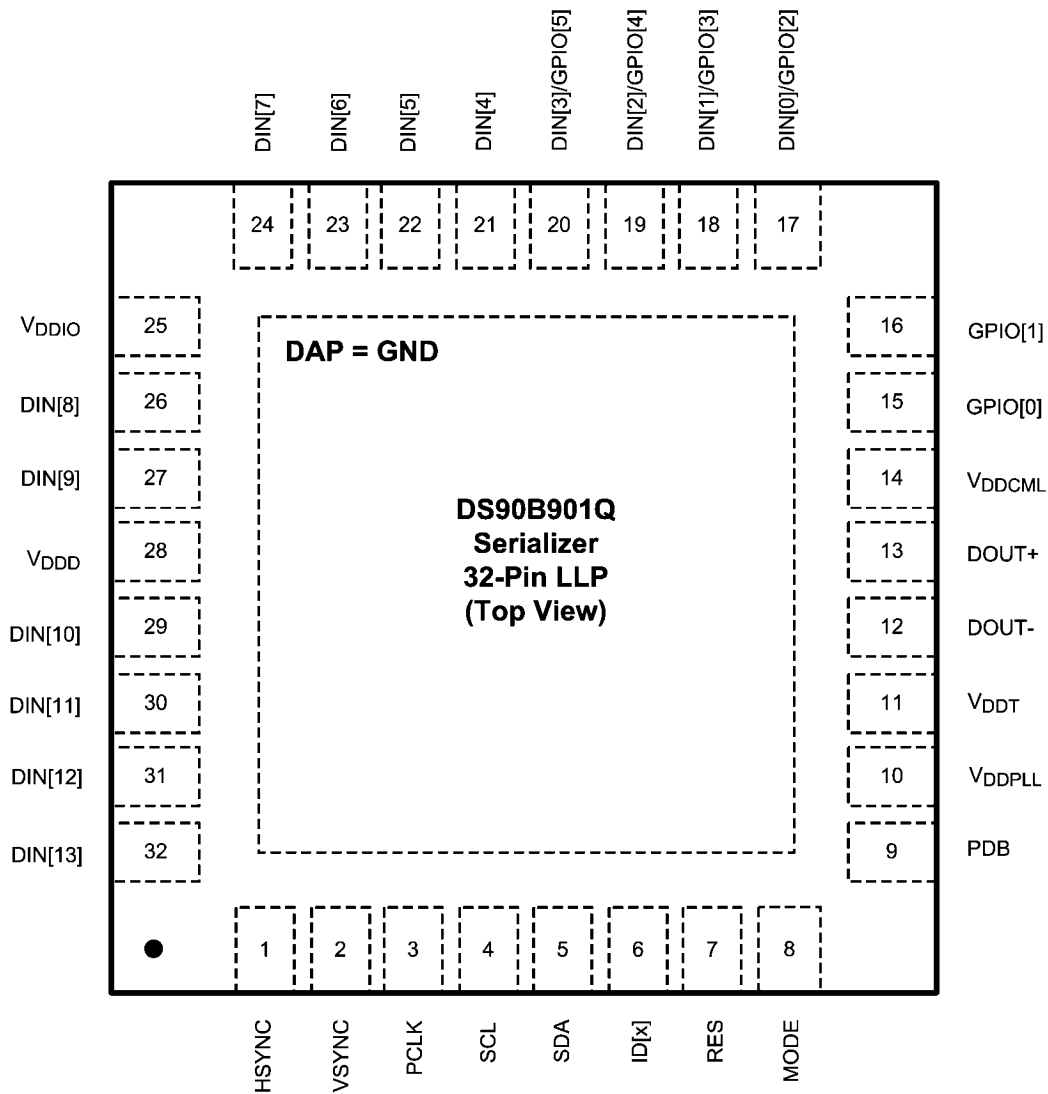 DIN[7]
DIN[6]
DIN[5]
DIN[4]
DIN[3]/GPIO[5]
DIN[2]/GPIO[4]
DIN[1]/GPIO[3]
DIN[0]/GPIO[2]
24
23
22
21
20
19
18
17
VDDIO
25
16
GPIO[1]
DAP = GND
DIN[8]
26
15
GPIO[0]
DIN[9]
27
14
VDDCML
DS90B901Q
Serializer
32-Pin LLP
(Top View)
VDDD
28
13
DOUT+
DIN[10]
29
12
DOUT-
DIN[11]
30
11
VDDT
DIN[12]
31
10
VDDPLL
DIN[13]
32
9
PDB
1
2
3
4
5
6
7
8
HSYNC
VSYNC
PCLK
SCL
SDA
ID[x]
RES
MODE